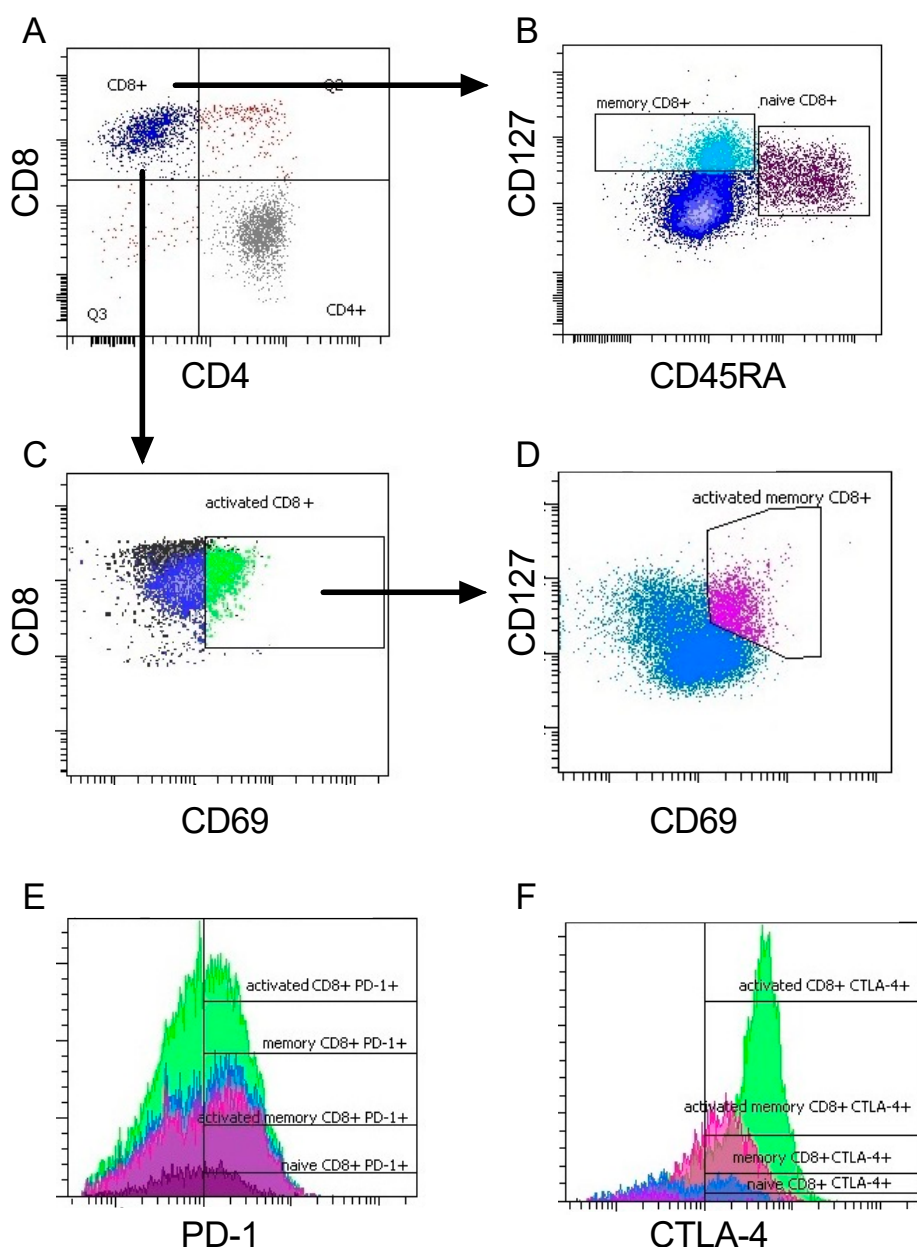 A
CD8+
Q2
Q3
CD4+
CD8
CD4
B
memory CD8+
naive CD8+
CD127
CD45RA
C
activated CD8+
CD8
CD69
D
activated memory CD8+
CD127
CD69
E
activated CD8+ PD-1+
memory CD8+ PD-1+
activated memory CD8+ PD-1+
naive CD8+ PD-1+
PD-1
F
activated CD8+ CTLA-4+
activated memory CD8+ CTLA-4+
memory CD8+ CTLA-4+
naive CD8+ CTLA-4+
CTLA-4